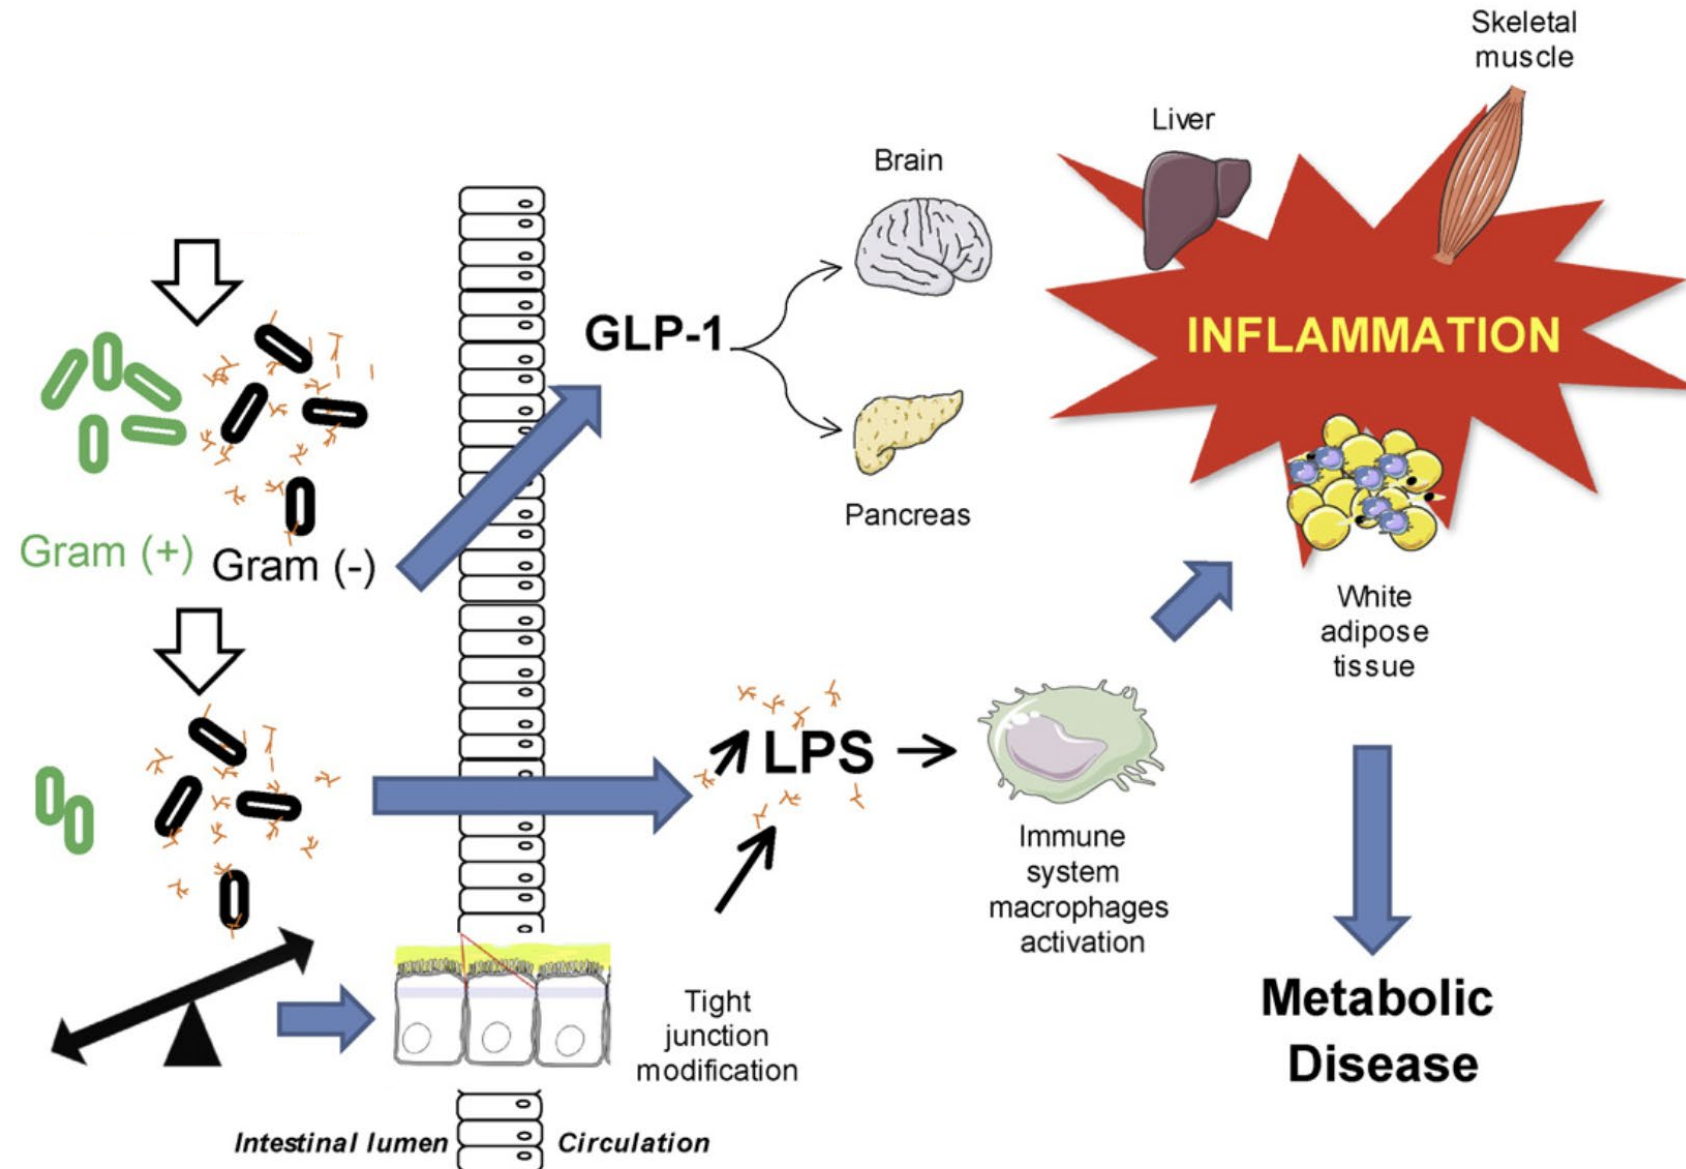 Skeletal
muscle
Liver
Brain
GLP-1
INFLAMMATION
Pancreas
Gram (+) Gram (-)
White
adipose
tissue
LPS
Immune
system
macrophages
activation
Tight
junction
modification
Metabolic
Disease
Intestinal lumen
Circulation